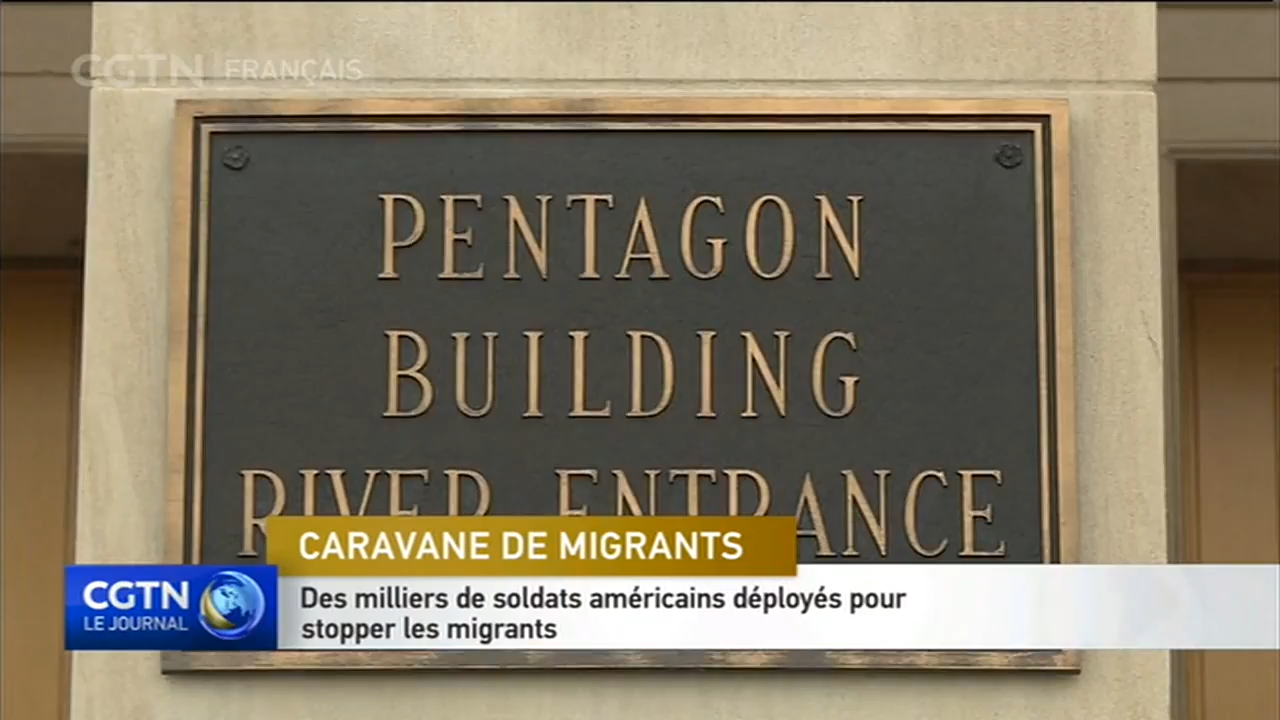 CGTN FRANÇAIS
PENTAGON
BUILDING
RIVER ENTRANCE
CARAVANE DE MIGRANTS
CGTN
LE JOURNAL
Des milliers de soldats américains déployés pour
stopper les migrants